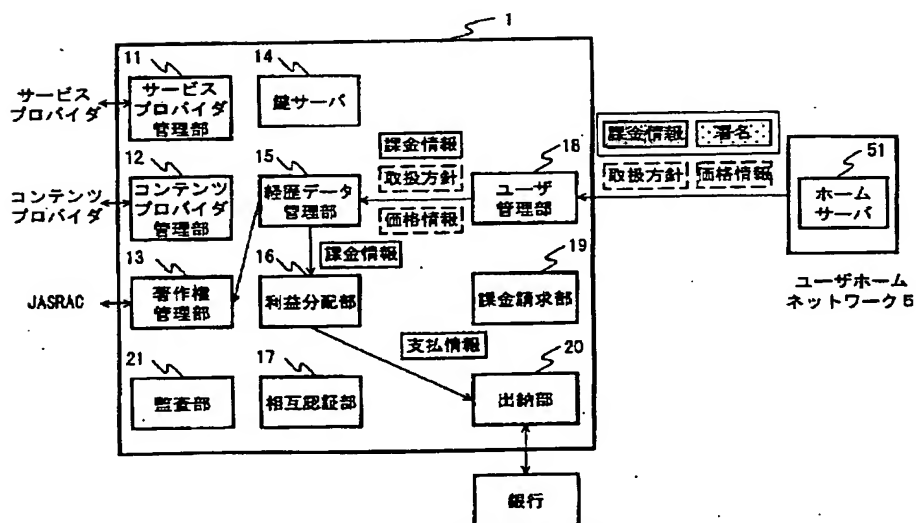 1
11
14
サービス
プロバイダ
サービス
プロバイダ
管理部
鍵サーバ
課金情報
署名
12
15
課金情報
18
51
コンテンツ
プロバイダ
コンテンツ
プロバイダ
管理部
経歴データ
管理部
取扱方針
価格情報
ユーザ
管理部
取扱方針
価格情報
ホーム
サーバ
課金情報
13
16
19
ユーザホーム
ネットワーク5
JASRAC
著作権
管理部
利益分配部
課金請求部
支払情報
21
17
20
監査部
相互認証部
出納部
銀行